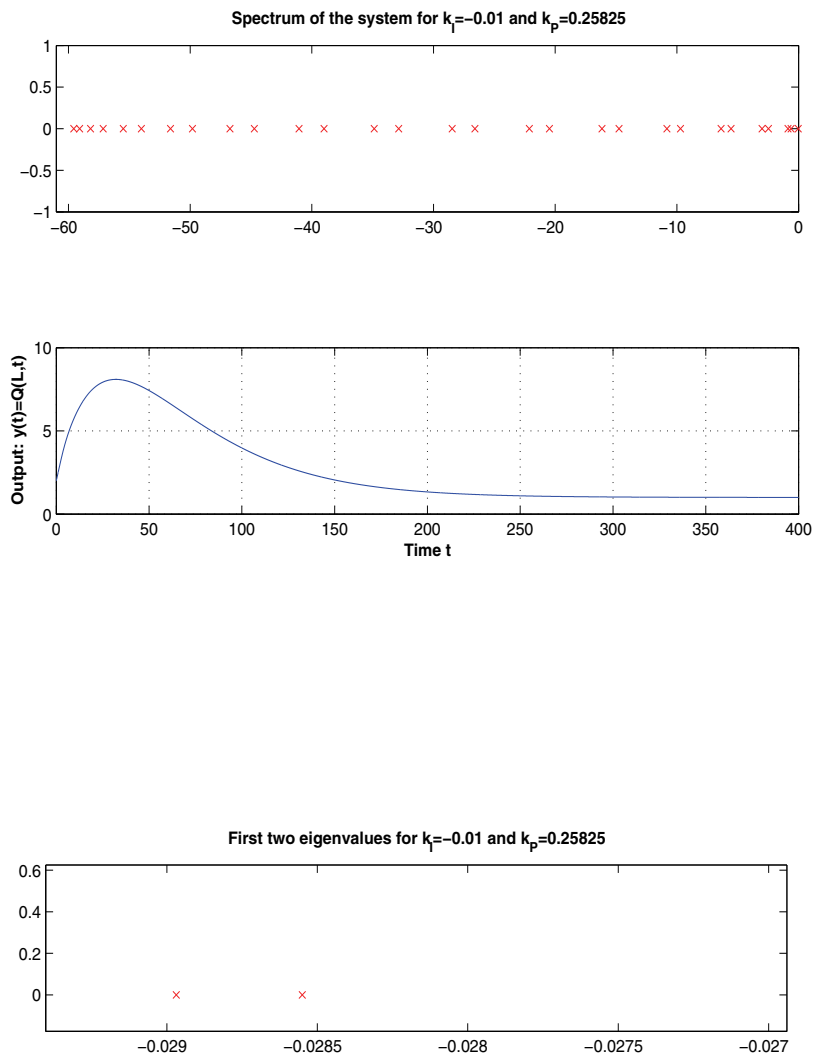 Spectrum of the system for k_I=−0.01 and k_P=0.25825
1
0.5
0
−0.5
−1
−60 −50 −40 −30 −20 −10 0
Output: y(t)=Q(L,t)
10
5
0
0 50 100 150 200 250 300 350 400
Time t
First two eigenvalues for k_I=−0.01 and k_P=0.25825
0.6
0.4
0.2
0
−0.029 −0.0285 −0.028 −0.0275 −0.027